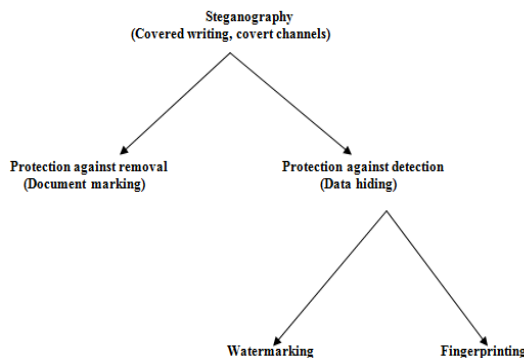 Steganography
(Covered writing, covert channels)
Protection against removal
(Document marking)
Protection against detection
(Data hiding)
Watermarking
Fingerprinting